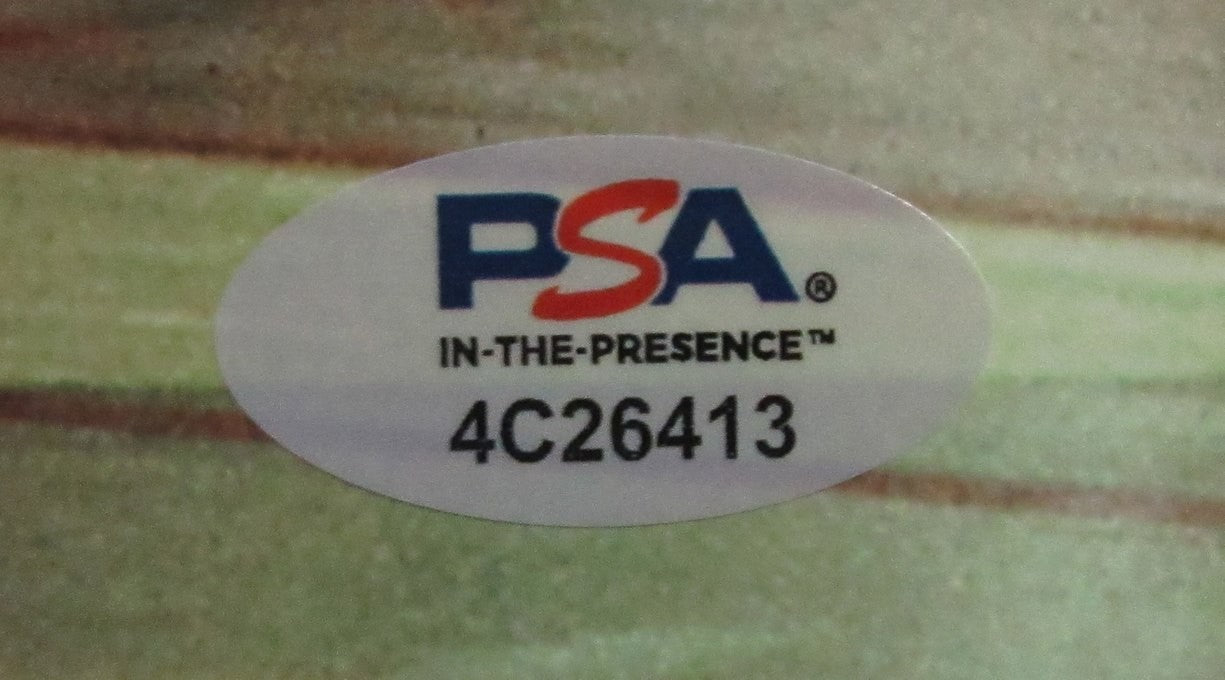 PSA®
IN-THE-PRESENCE™
4C26413